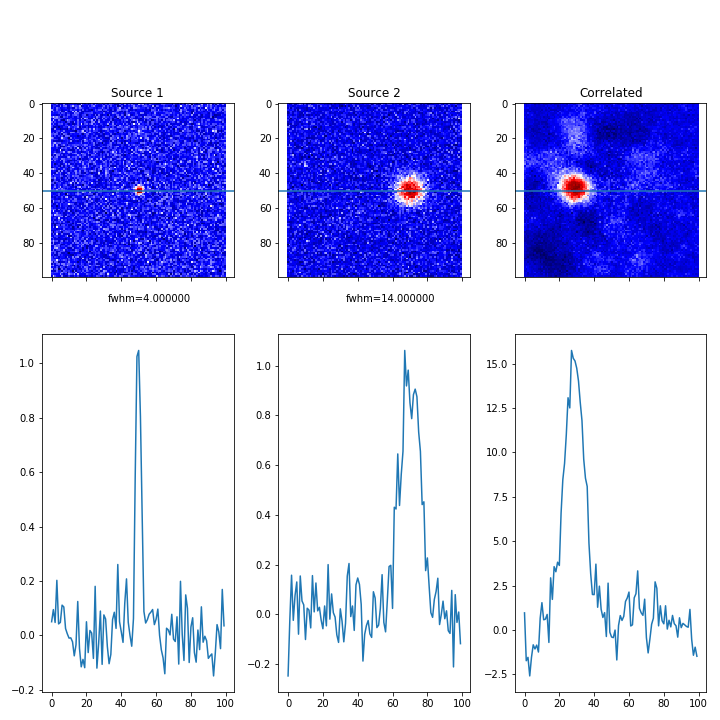 Source 1 Source 2 Correlated
0 0 0
20 20 20
40 40 40
60 60 60
80 80 80
fwhm=4.000000 fwhm=14.000000
1.0 1.0 15.0
0.8 0.8 12.5
0.6 0.6 10.0
0.4 0.4 7.5
0.2 0.2 5.0
0.0 0.0 2.5
−0.2 −0.2 0.0
−2.5
0 20 40 60 80 100 0 20 40 60 80 100 0 20 40 60 80 100